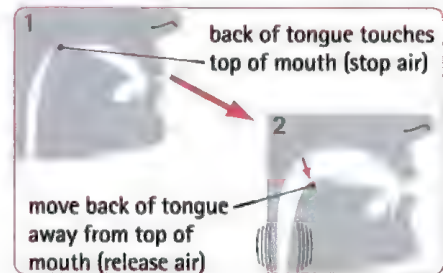 1
back of tongue touches
top of mouth (stop air)
2
move back of tongue
away from top of
mouth (release air)